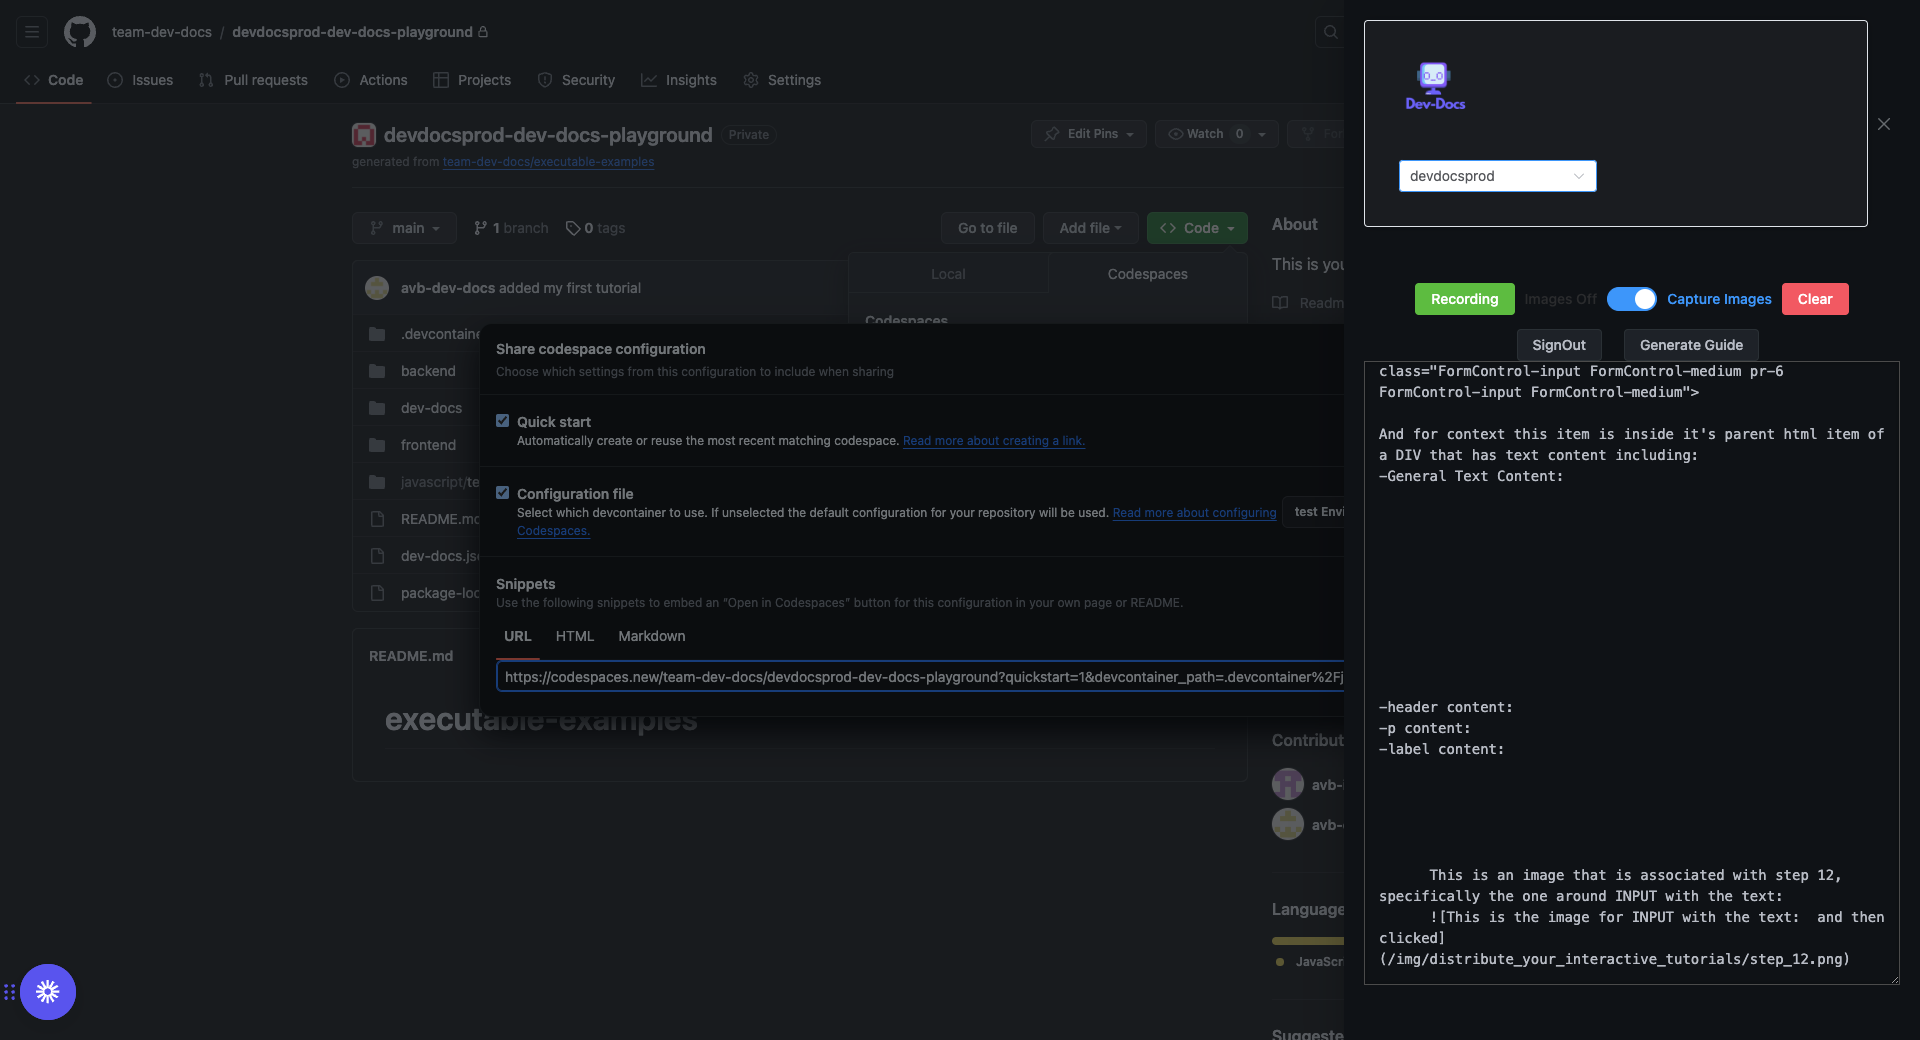 team-dev-docs / devdocsprod-dev-docs-playground
Code Issues Pull requests Actions Projects Security Insights Settings
devdocsprod-dev-docs-playground Private
generated from team-dev-docs/executable-examples
Edit Pins Watch 0
main 1 branch 0 tags
Go to file Add file Code
About
This is you
Readm
avb-dev-docs added my first tutorial
Local Codespaces
Codespaces
.devcontaine
backend
dev-docs
frontend
javascript/te
README.md
dev-docs.jso
package-loc
Share codespace configuration
Choose which settings from this configuration to include when sharing
Quick start
Automatically create or reuse the most recent matching codespace. Read more about creating a link.
Configuration file
Select which devcontainer to use. If unselected the default configuration for your repository will be used. Read more about configuring
Codespaces.
test Envi
Snippets
Use the following snippets to embed an "Open in Codespaces" button for this configuration in your own page or README.
URL HTML Markdown
https://codespaces.new/team-dev-docs/devdocsprod-dev-docs-playground?quickstart=1&devcontainer_path=.devcontainer%2Fj
README.md
executable-examples
Contribut
avb-
avb-
Language
JavaScri
Suggeste
Dev-Docs
devdocsprod
Recording Images Off Capture Images Clear
SignOut Generate Guide
class="FormControl-input FormControl-medium pr-6
FormControl-input FormControl-medium">
And for context this item is inside it's parent html item of
a DIV that has text content including:
-General Text Content:
-header content:
-p content:
-label content:
This is an image that is associated with step 12,
specifically the one around INPUT with the text:
![This is the image for INPUT with the text:  and then
clicked]
(/img/distribute_your_interactive_tutorials/step_12.png)